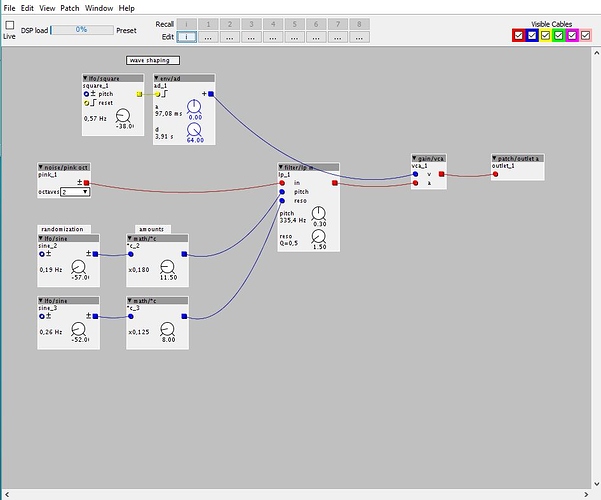 File Edit View Patch Window Help
Live
DSP load 0% Preset
Recall i 1 2 3 4 5 6 7 8
Edit i ... ... ... ... ... ... ... ...
Visible Cables
wave shaping
lfo/square
square_1
pitch
reset
0,57 Hz
-38.0
env/ad
ad_1
+
a
97,08 ms
0.00
d
3,91 s
64.00
noise/pink oct
pink_1
±
octaves 2
filter/lp m
lp_1
in
pitch
reso
pitch
335,4 Hz
0.30
reso
Q=0,5
1.50
gain/vca
vca_1
v
a
patch/outlet a
outlet_1
randomization
amounts
lfo/sine
sine_2
± ±
0,19 Hz
-57.0
math/*c
*c_2
x0,180
11.50
lfo/sine
sine_3
± ±
0,26 Hz
-52.0
math/*c
*c_3
x0,125
8.00